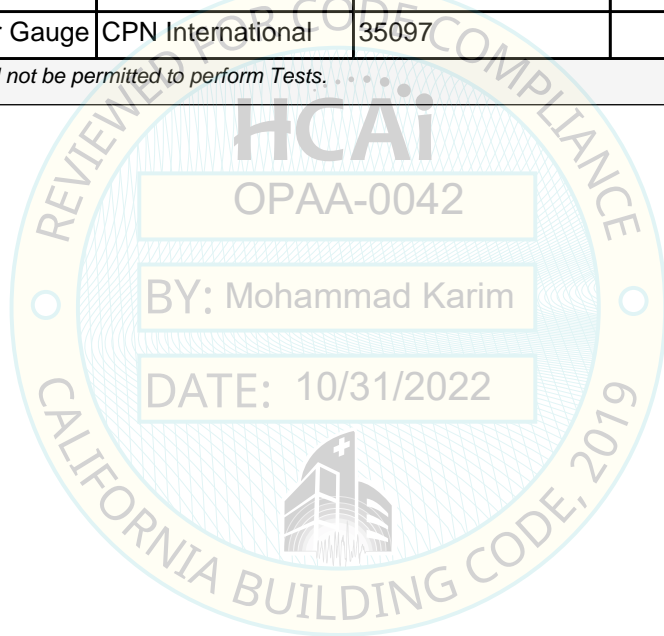 r Gauge CPN International 35097
l not be permitted to perform Tests.
REVIEWED FOR CODE COMPLIANCE
HCAi
OPAA-0042
BY: Mohammad Karim
DATE: 10/31/2022
CALIFORNIA BUILDING CODE, 2019